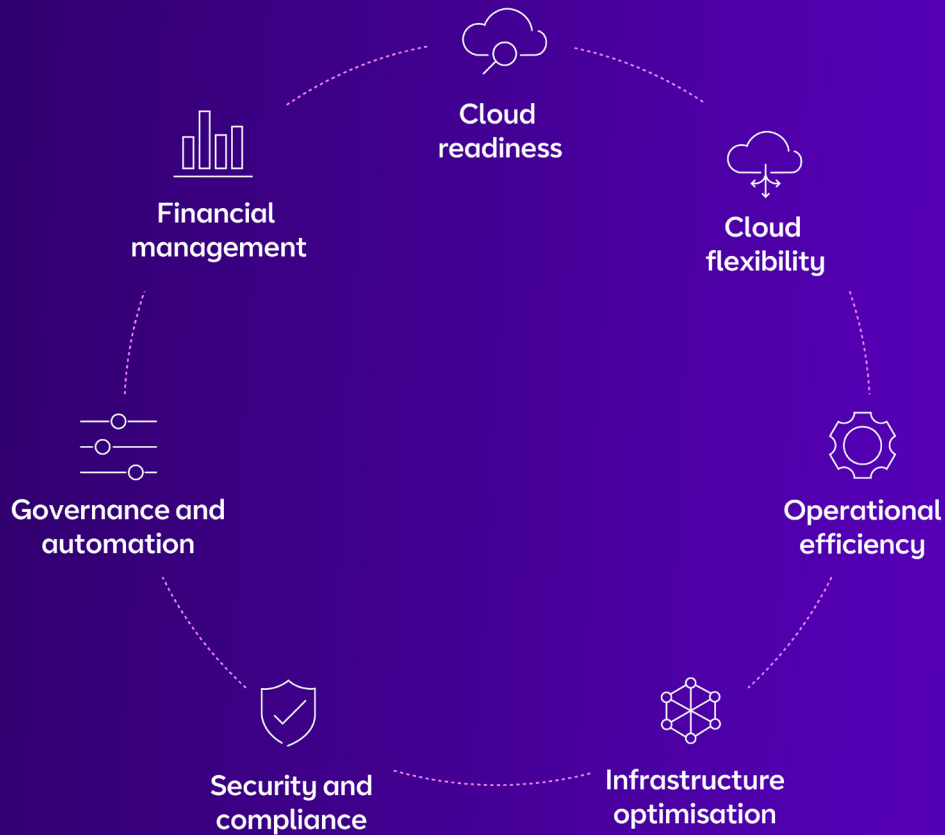 Cloud
readiness
Cloud
flexibility
Operational
efficiency
Infrastructure
optimisation
Security and
compliance
Governance and
automation
Financial
management